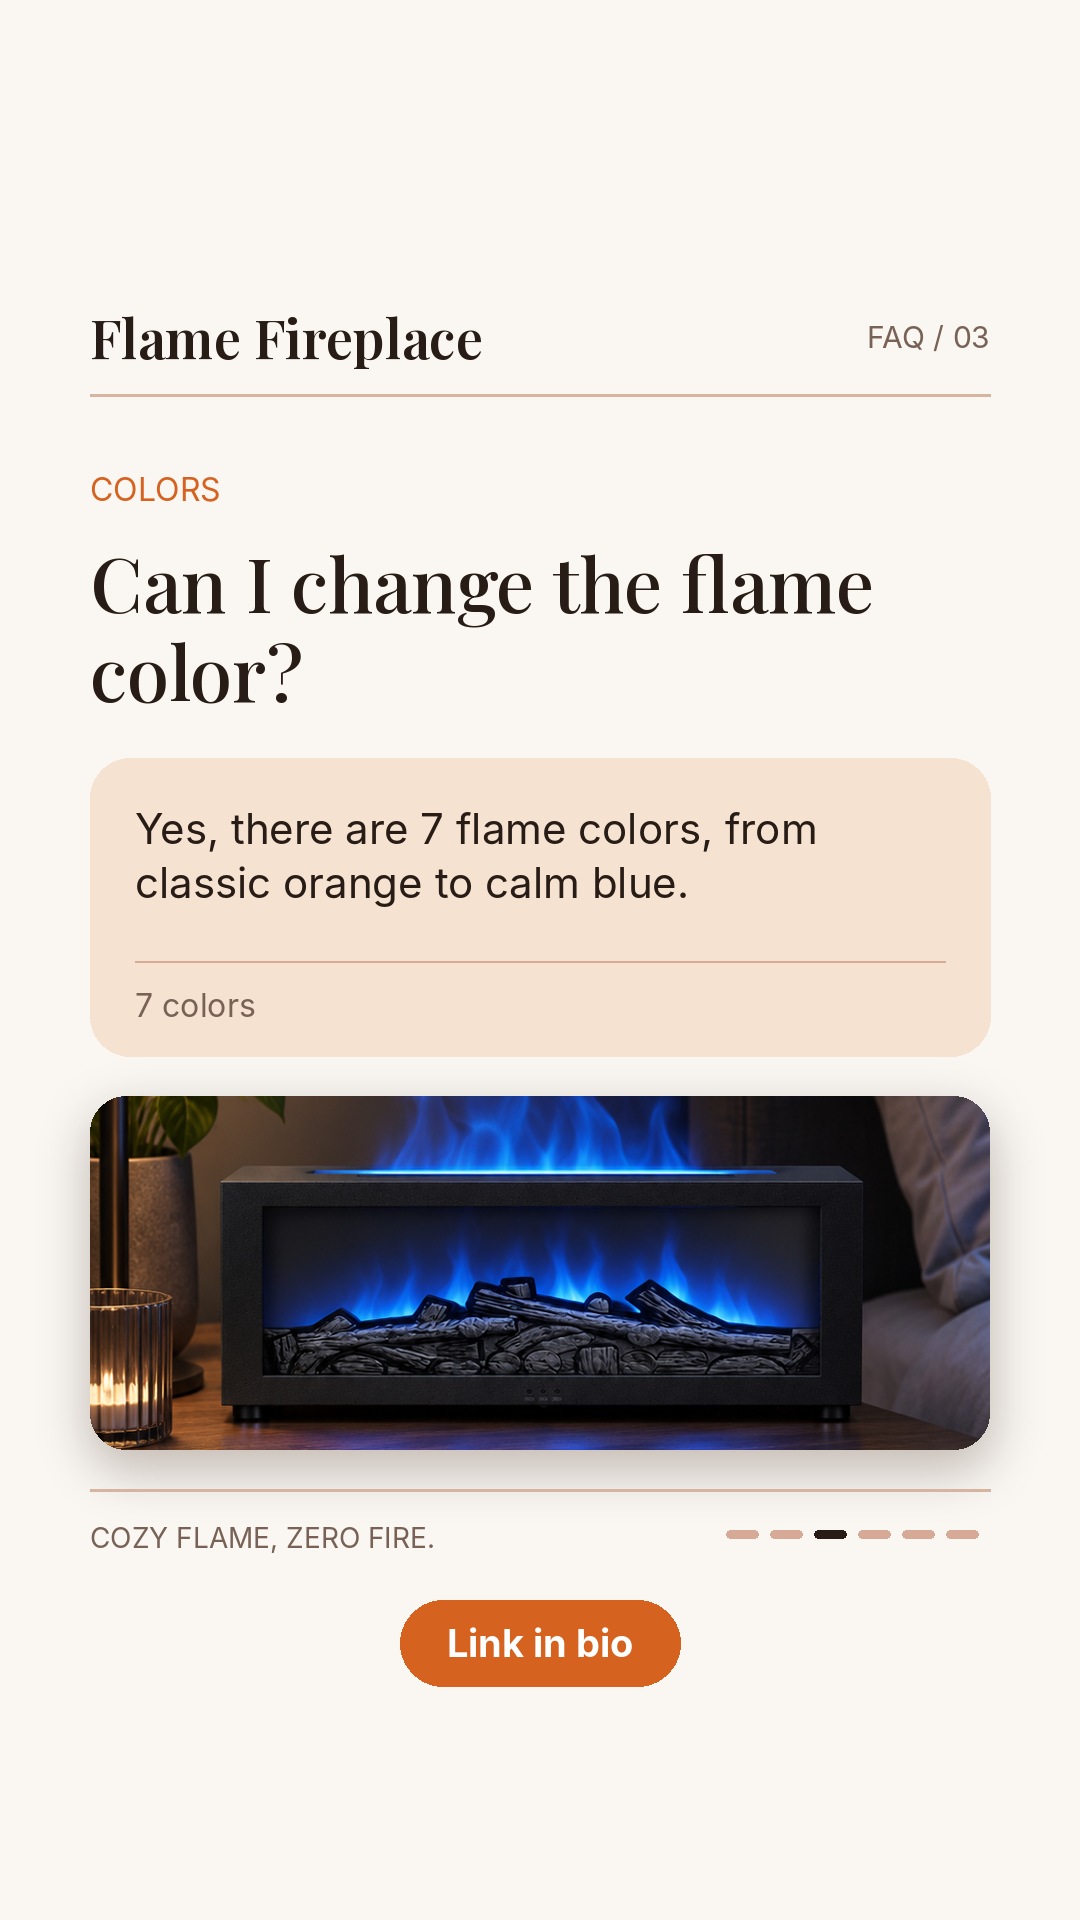 Flame Fireplace
FAQ / 03
COLORS
Can I change the flame
color?
Yes, there are 7 flame colors, from
classic orange to calm blue.
7 colors
COZY FLAME, ZERO FIRE.
Link in bio